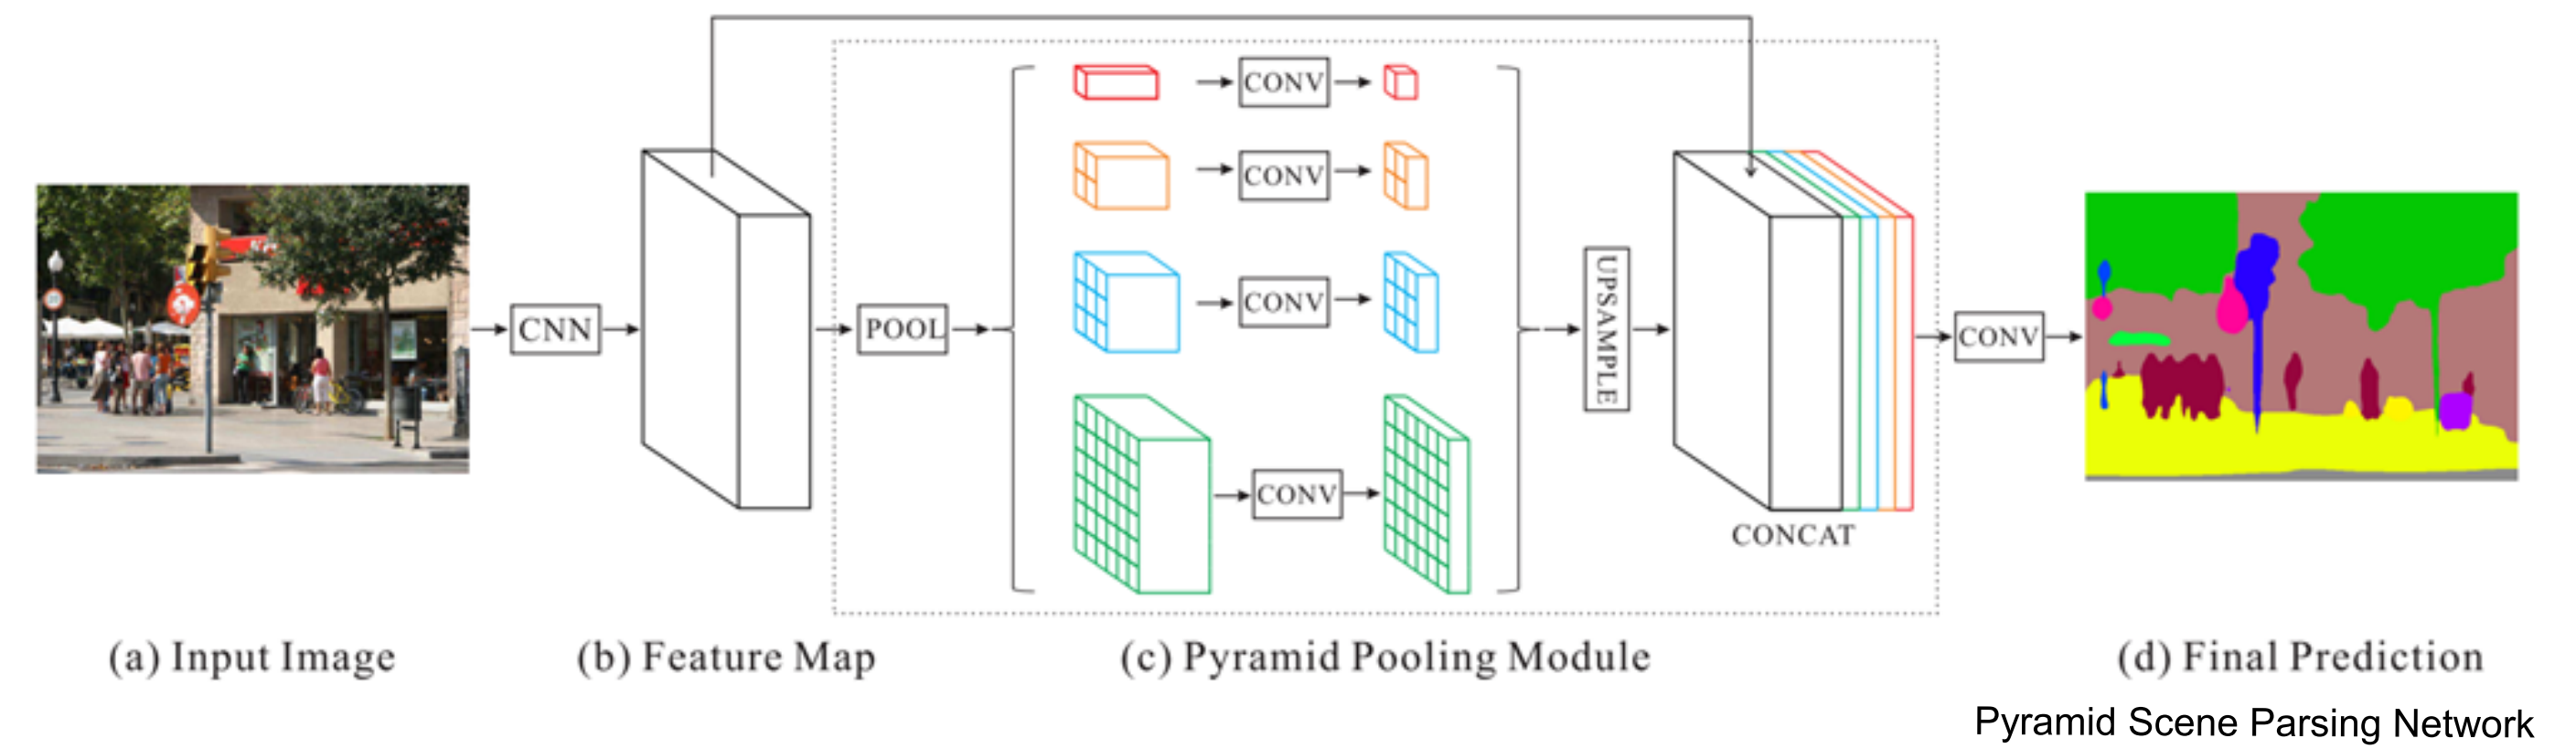 CNN
POOL
CONV
CONV
CONV
CONV
UPSAMPLE
CONCAT
CONV
(a) Input Image
(b) Feature Map
(c) Pyramid Pooling Module
(d) Final Prediction
Pyramid Scene Parsing Network